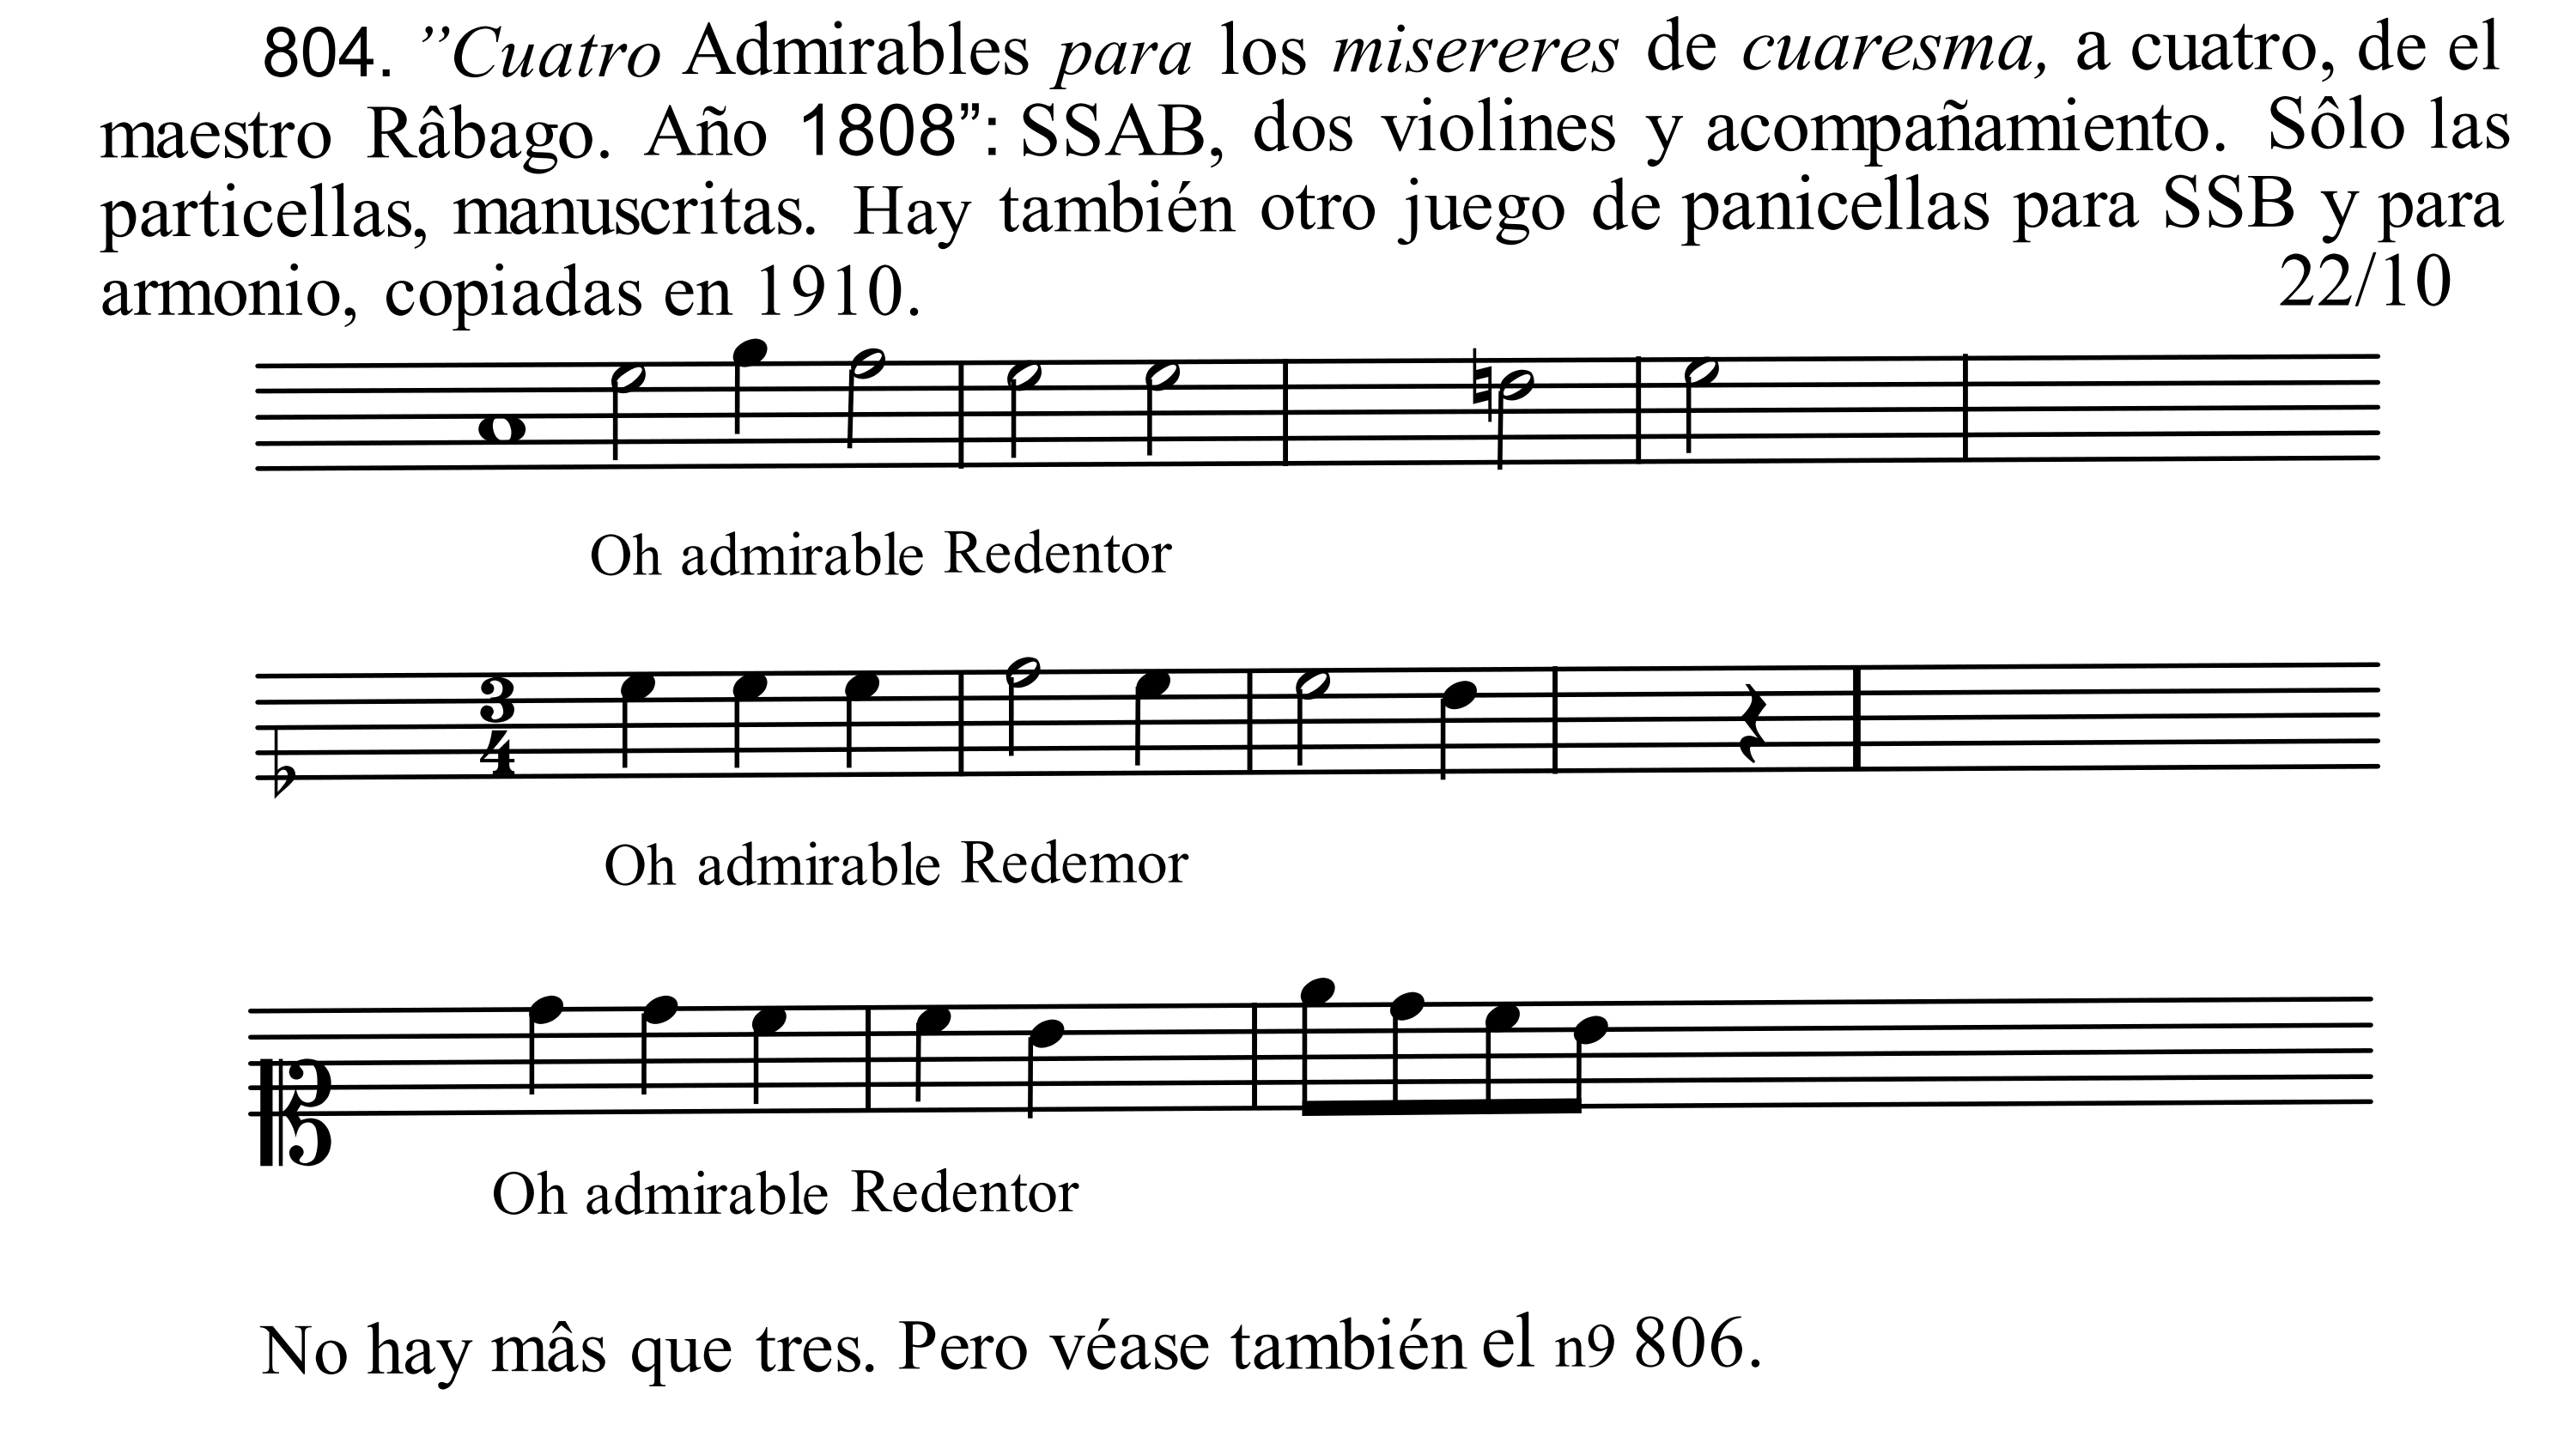 804. ’’Cuatro Admirables para los misereres de cuaresma, a cuatro, de el
maestro Râbago. Año 1808”: SSAB, dos violines y acompañamiento. Sôlo las
particellas, manuscritas. Hay también otro juego de panicellas para SSB y para
armonio, copiadas en 1910. 22/10
Oh admirable Redentor
3
4
Oh admirable Redemor
Oh admirable Redentor
No hay mâs que tres. Pero véase también el n9 806.